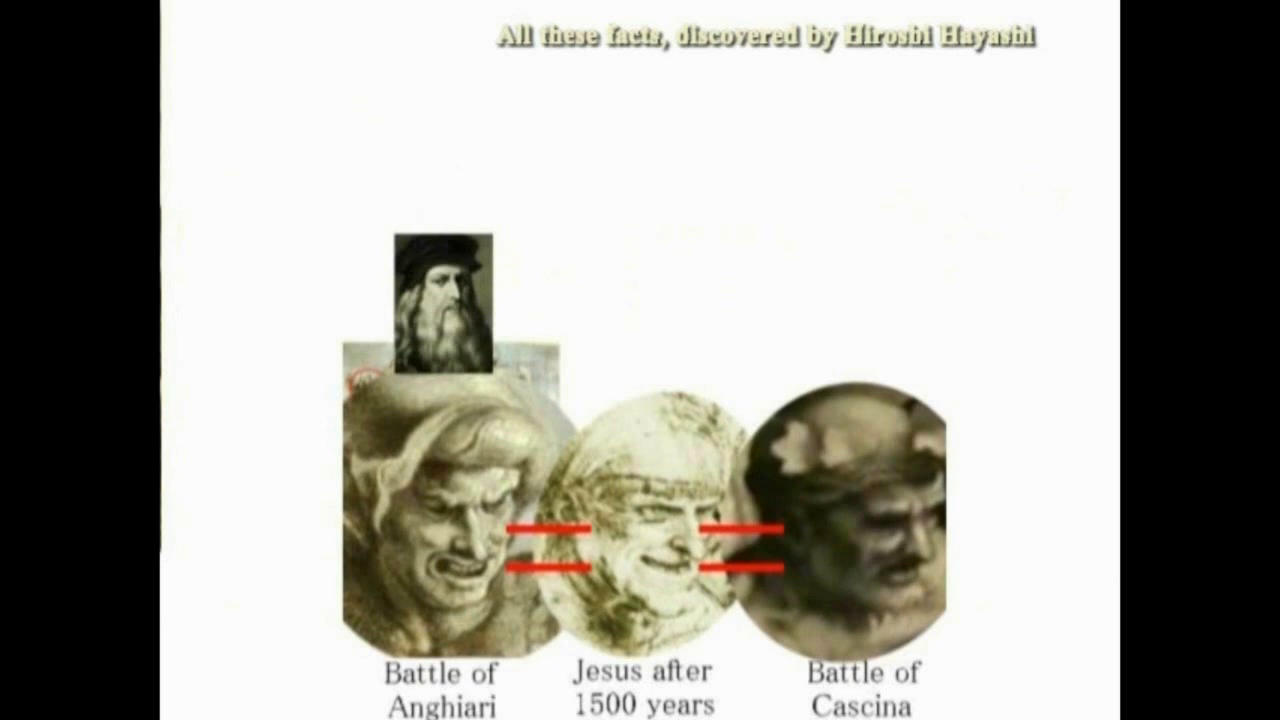 All these facts, discovered by Hiroshi Hayashi
Battle of
Anghiari
Jesus after
1500 years
Battle of
Cascina